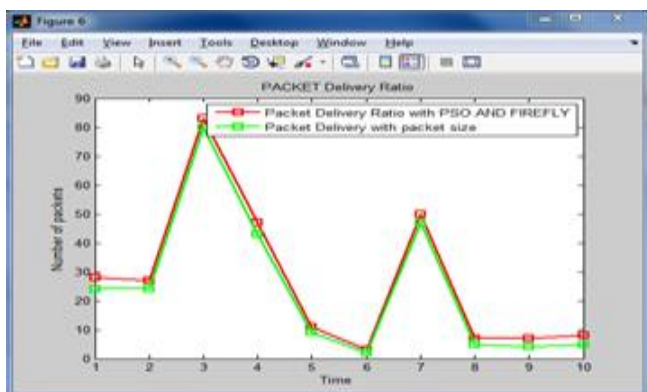 Figure 6
File Edit View Insert Tools Desktop Window Help
PACKET Delivery Ratio
Packet Delivery Ratio with PSO AND FIREFLY
Packet Delivery with packet size
Number of packets
90
80
70
60
50
40
30
20
10
0
1 2 3 4 5 6 7 8 9 10
Time